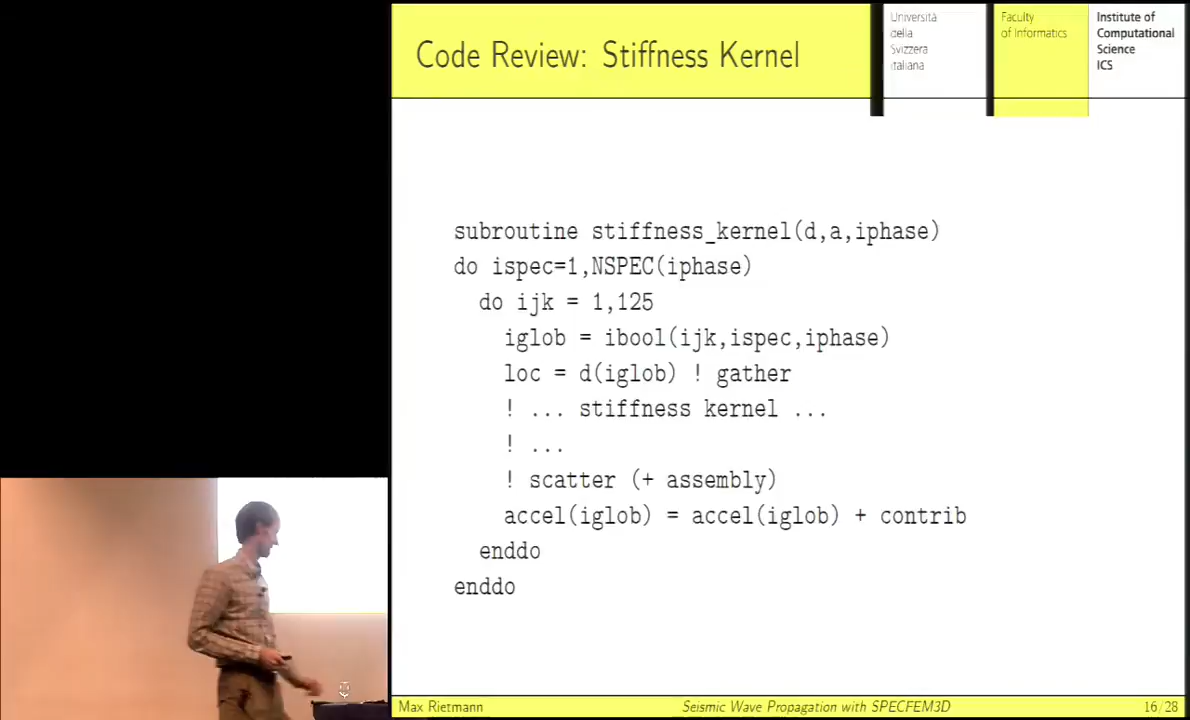 Code Review: Stiffness Kernel
Università
della
Svizzera
italiana
Faculty
of Informatics
Institute of
Computational
Science
ICS
subroutine stiffness_kernel(d,a,iphase)
do ispec=1,NSPEC(iphase)
do ijk = 1,125
iglob = ibool(ijk,ispec,iphase)
loc = d(iglob) ! gather
! ... stiffness kernel ...
! ...
! scatter (+ assembly)
accel(iglob) = accel(iglob) + contrib
enddo
enddo
Max Rietmann
Seismic Wave Propagation with SPECFEM3D
16/28